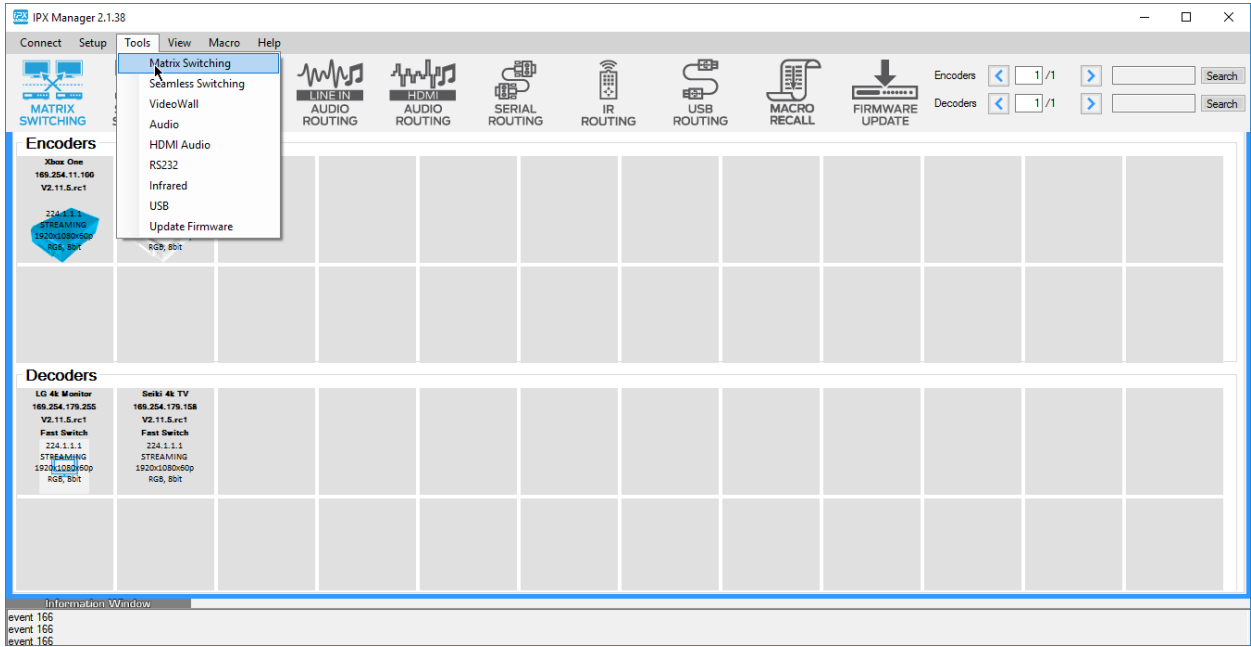 IPX Manager 2.1.38
Connect Setup Tools View Macro Help
Matrix Switching
Seamless Switching
VideoWall
Audio
HDMI Audio
RS232
Infrared
USB
Update Firmware
MATRIX
SWITCHING
LINE IN
AUDIO
ROUTING
HDMI
AUDIO
ROUTING
SERIAL
ROUTING
IR
ROUTING
USB
ROUTING
MACRO
RECALL
FIRMWARE
UPDATE
Encoders 1 /1 Search
Decoders 1 /1 Search
Encoders
Xbox One
169.254.11.100
V2.11.5.rc1
224.1.1.1
STREAMING
1920x1080x60p
RGB, 8bit
RGB, 8bit
Decoders
LG 4k Monitor
169.254.179.255
V2.11.5.rc1
Fast Switch
224.1.1.1
STREAMING
1920x1080x60p
RGB, 8bit
Seiki 4k TV
169.254.179.158
V2.11.5.rc1
Fast Switch
224.1.1.1
STREAMING
1920x1080x60p
RGB, 8bit
Information Window
event 166
event 166
event 166